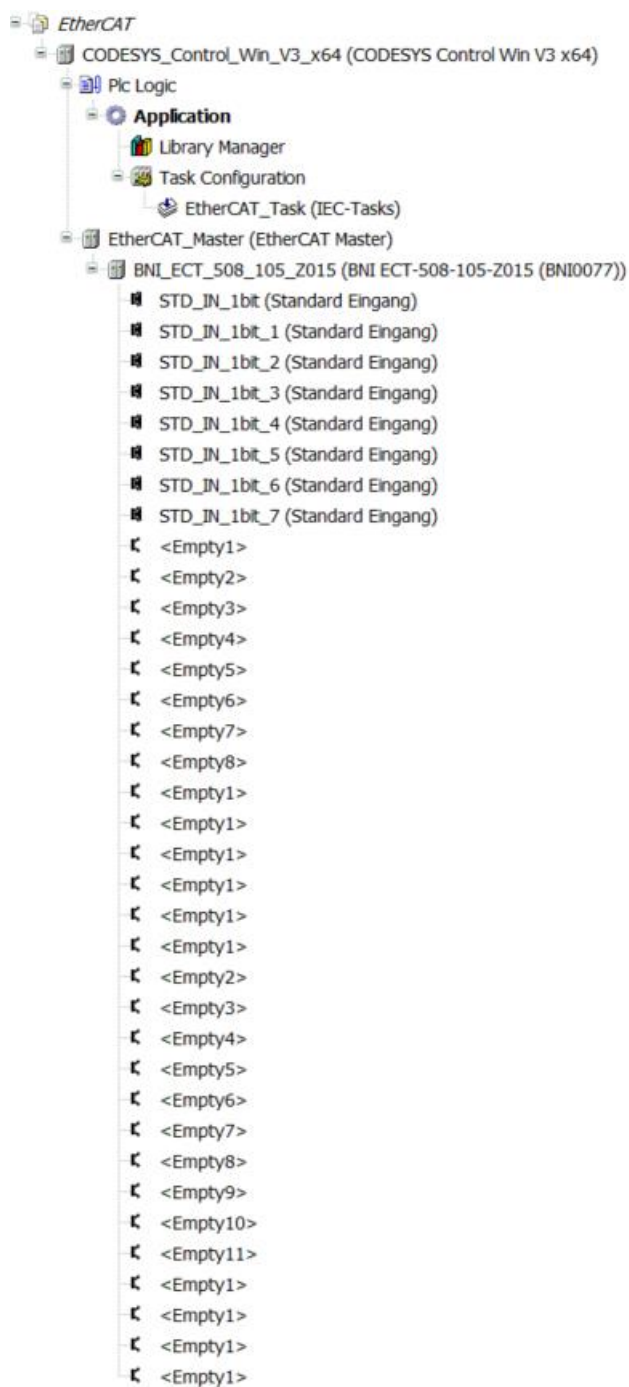 EtherCAT
CODESYS_Control_Win_V3_x64 (CODESYS Control Win V3 x64)
Plc Logic
Application
Library Manager
Task Configuration
EtherCAT_Task (IEC-Tasks)
EtherCAT_Master (EtherCAT Master)
BNI_ECT_508_105_Z015 (BNI ECT-508-105-Z015 (BNI0077))
STD_IN_1bit (Standard Eingang)
STD_IN_1bit_1 (Standard Eingang)
STD_IN_1bit_2 (Standard Eingang)
STD_IN_1bit_3 (Standard Eingang)
STD_IN_1bit_4 (Standard Eingang)
STD_IN_1bit_5 (Standard Eingang)
STD_IN_1bit_6 (Standard Eingang)
STD_IN_1bit_7 (Standard Eingang)
<Empty1>
<Empty2>
<Empty3>
<Empty4>
<Empty5>
<Empty6>
<Empty7>
<Empty8>
<Empty1>
<Empty1>
<Empty1>
<Empty1>
<Empty1>
<Empty1>
<Empty2>
<Empty3>
<Empty4>
<Empty5>
<Empty6>
<Empty7>
<Empty8>
<Empty9>
<Empty10>
<Empty11>
<Empty1>
<Empty1>
<Empty1>
<Empty1>